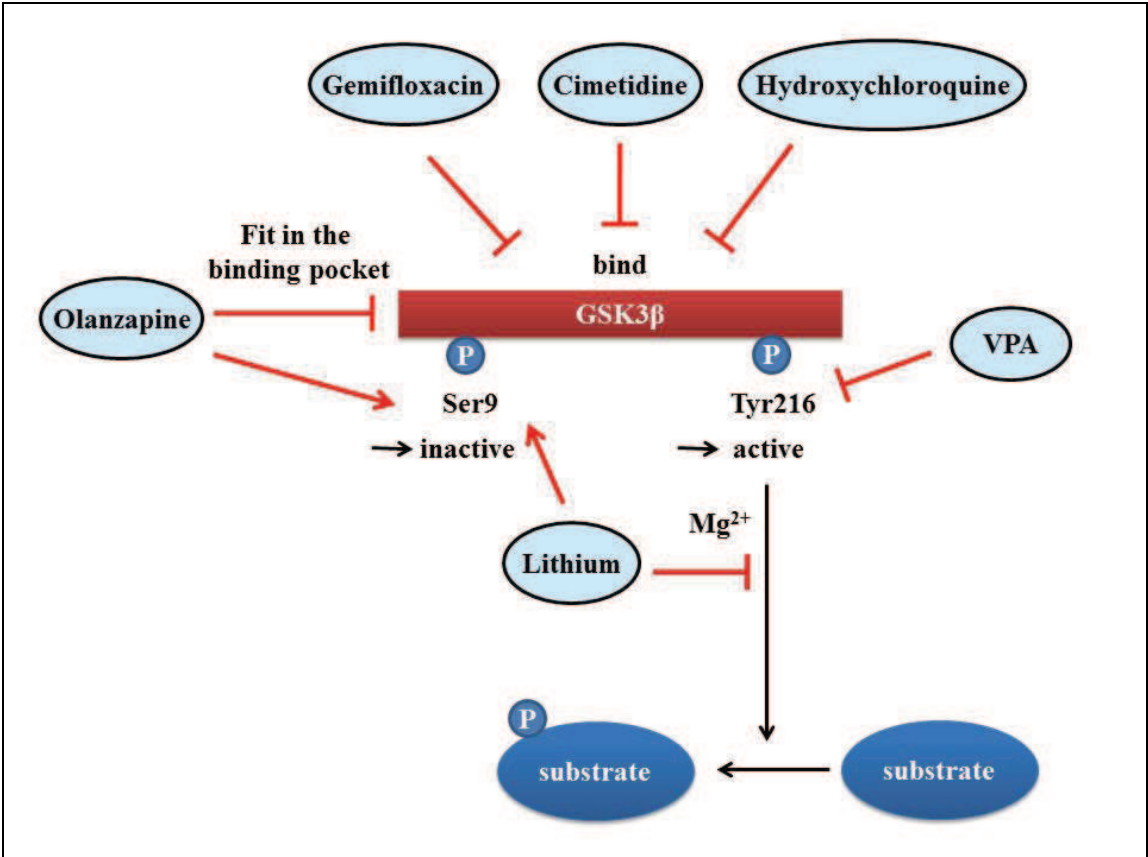 Gemifloxacin
Cimetidine
Hydroxychloroquine
Fit in the
binding pocket
bind
Olanzapine
GSK3β
VPA
P
P
Ser9
Tyr216
inactive
active
Mg²⁺
Lithium
P
substrate
substrate